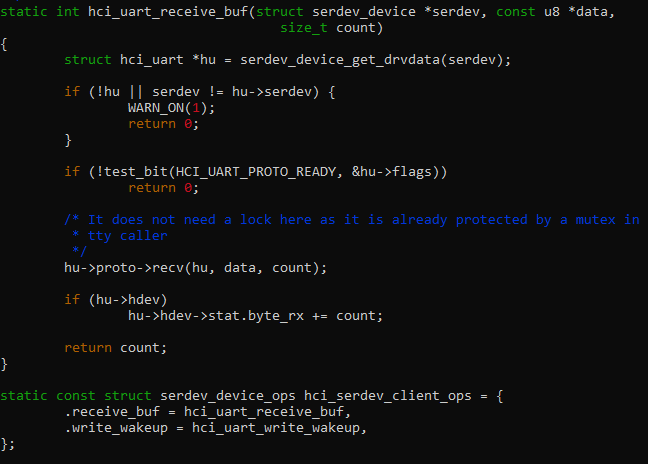 static int hci_uart_receive_buf(struct serdev_device *serdev, const u8 *data,
                                   size_t count)
{
        struct hci_uart *hu = serdev_device_get_drvdata(serdev);

        if (!hu || serdev != hu->serdev) {
                WARN_ON(1);
                return 0;
        }

        if (!test_bit(HCI_UART_PROTO_READY, &hu->flags))
                return 0;

        /* It does not need a lock here as it is already protected by a mutex in
         * tty caller
         */
        hu->proto->recv(hu, data, count);

        if (hu->hdev)
                hu->hdev->stat.byte_rx += count;

        return count;
}

static const struct serdev_device_ops hci_serdev_client_ops = {
        .receive_buf = hci_uart_receive_buf,
        .write_wakeup = hci_uart_write_wakeup,
};